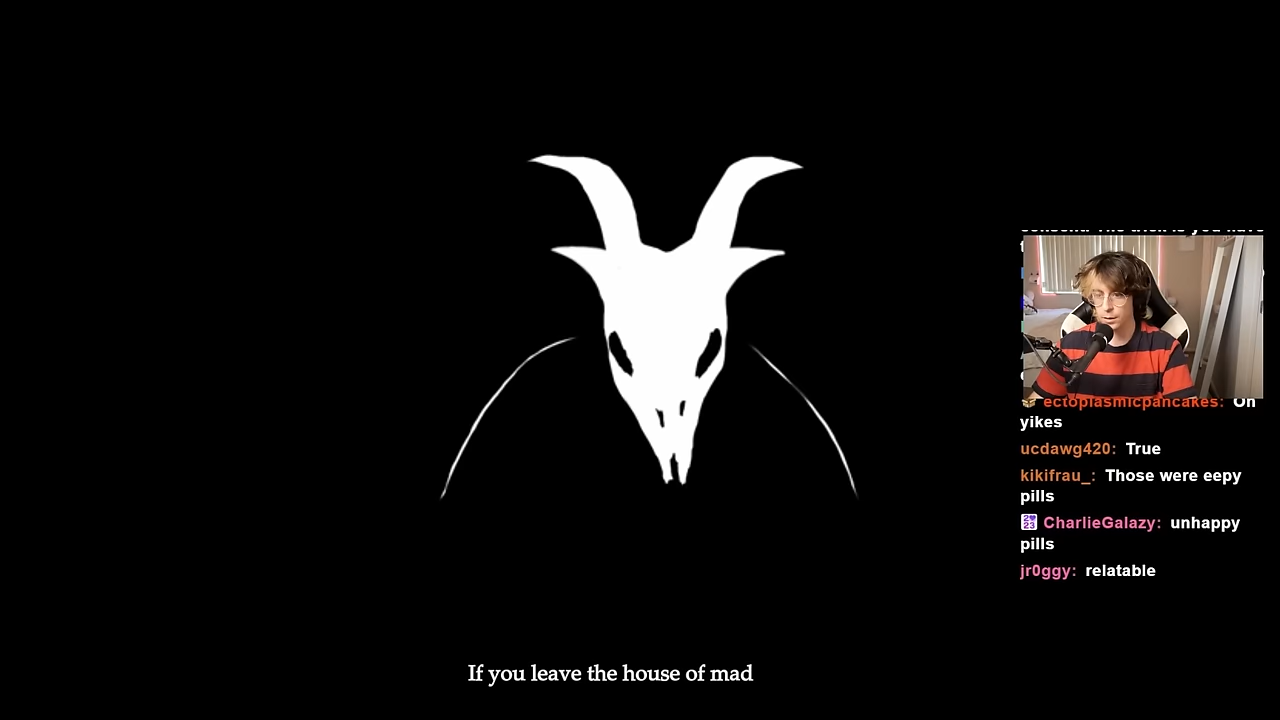 ectoplasmicpancakes: Oh
yikes
ucdawg420: True
kikifrau_: Those were eepy
pills
CharlieGalazy: unhappy
pills
jr0ggy: relatable
If you leave the house of mad